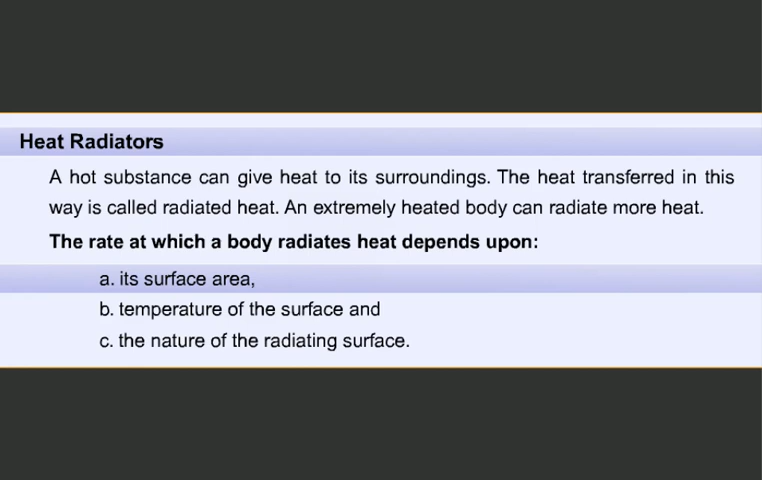 Heat Radiators
A hot substance can give heat to its surroundings. The heat transferred in this
way is called radiated heat. An extremely heated body can radiate more heat.
The rate at which a body radiates heat depends upon:
a. its surface area,
b. temperature of the surface and
c. the nature of the radiating surface.